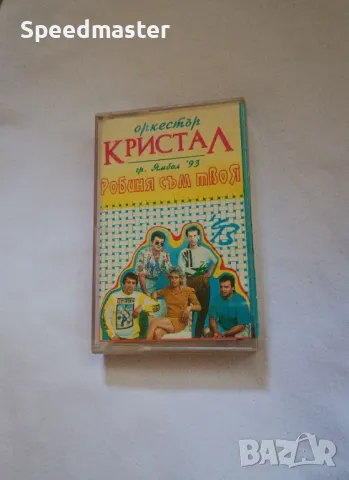 Speedmaster
оркестър
КРИСТАЛ
гр. Ямбол '93
Робиня съм твоя
'93
BAZAR